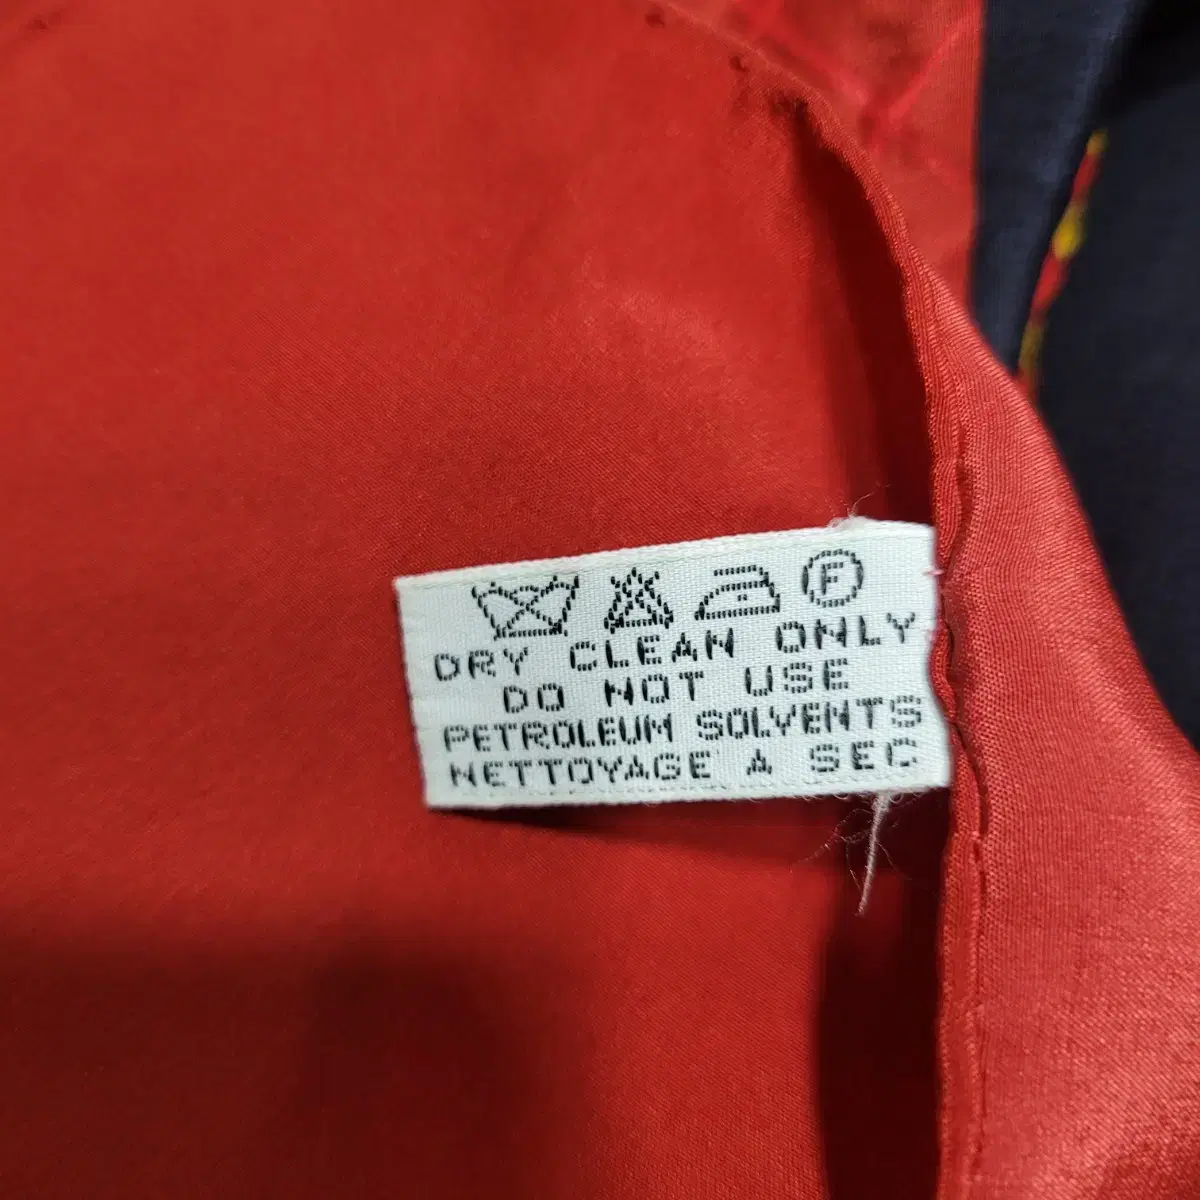 F
DRY CLEAN ONLY
DO NOT USE
PETROLEUM SOLVENTS
NETTOYAGE A SEC